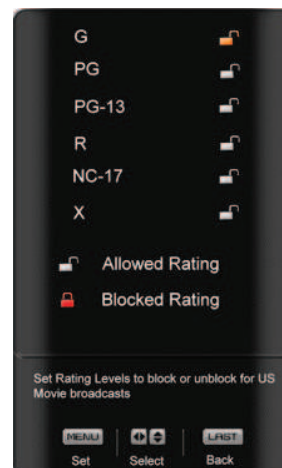 G
PG
PG-13
R
NC-17
X
Allowed Rating
Blocked Rating
Set Rating Levels to block or unblock for US
Movie broadcasts
MENU LAST
Set Select Back